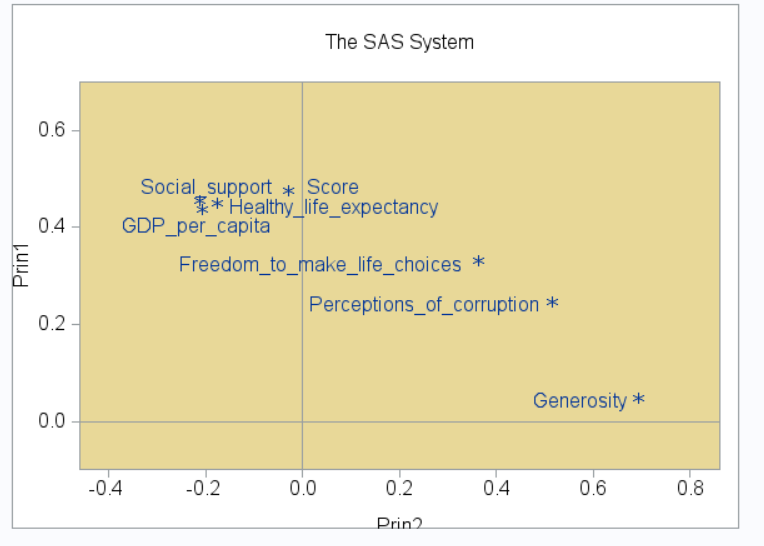 The SAS System
0.6
Social_support * Score
* * Healthy_life_expectancy
*
0.4
GDP_per_capita
Prin1
Freedom_to_make_life_choices *
Perceptions_of_corruption *
0.2
Generosity *
0.0
-0.4 -0.2 0.0 0.2 0.4 0.6 0.8
Prin2